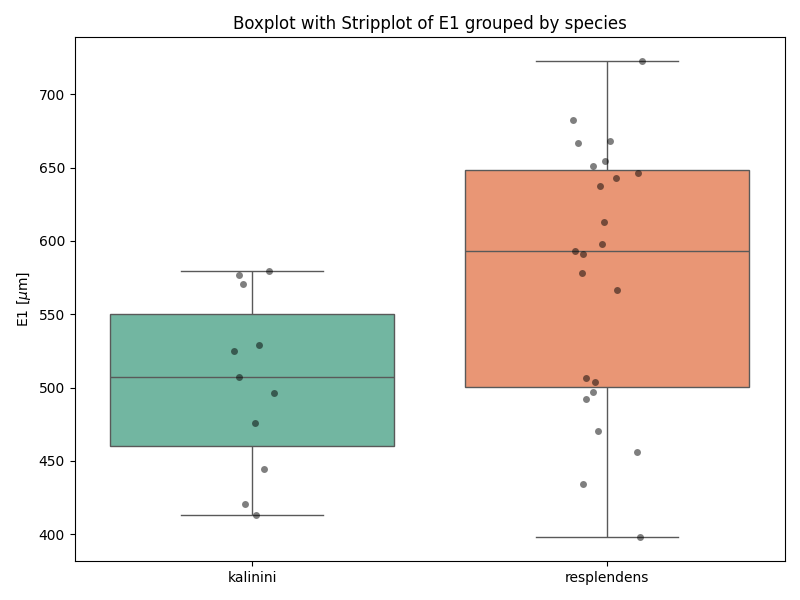 Boxplot with Stripplot of E1 grouped by species
E1 [μm]
700
650
600
550
500
450
400
kalinini
resplendens